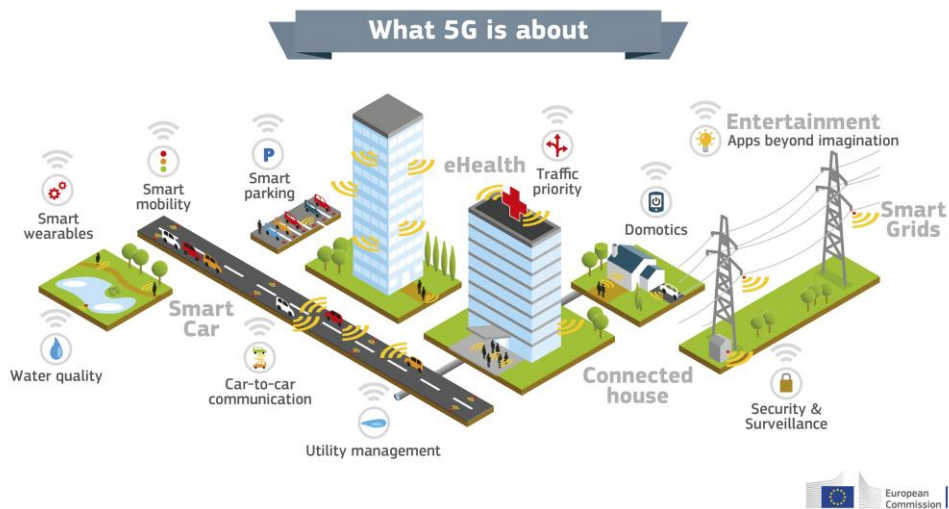 What 5G is about
Smart
wearables
Smart
mobility
P
Smart
parking
eHealth
Traffic
priority
Entertainment
Apps beyond imagination
Domotics
Smart
Grids
Smart
Car
Water quality
Car-to-car
communication
Utility management
Connected
house
Security &
Surveillance
European
Commission